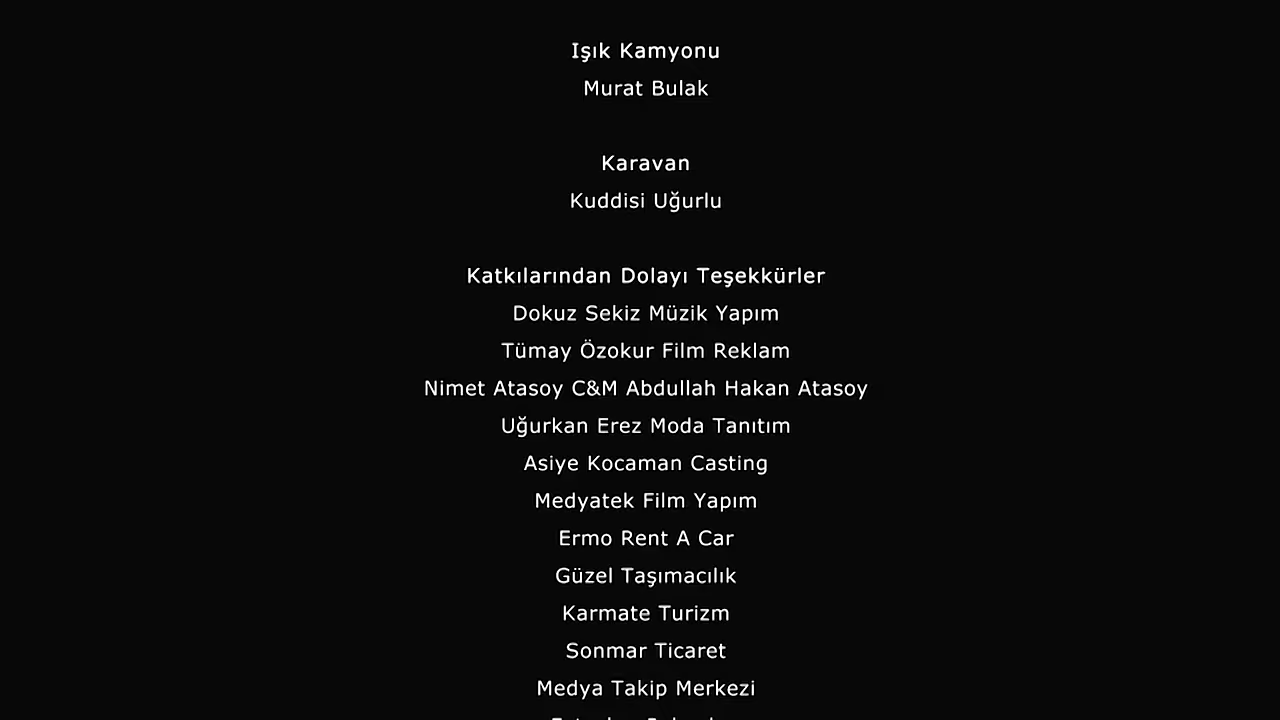 Işık Kamyonu
Murat Bulak
Karavan
Kuddisi Uğurlu
Katkılarından Dolayı Teşekkürler
Dokuz Sekiz Müzik Yapım
Tümay Özokur Film Reklam
Nimet Atasoy C&M Abdullah Hakan Atasoy
Uğurkan Erez Moda Tanıtım
Asiye Kocaman Casting
Medyatek Film Yapım
Ermo Rent A Car
Güzel Taşımacılık
Karmate Turizm
Sonmar Ticaret
Medya Takip Merkezi